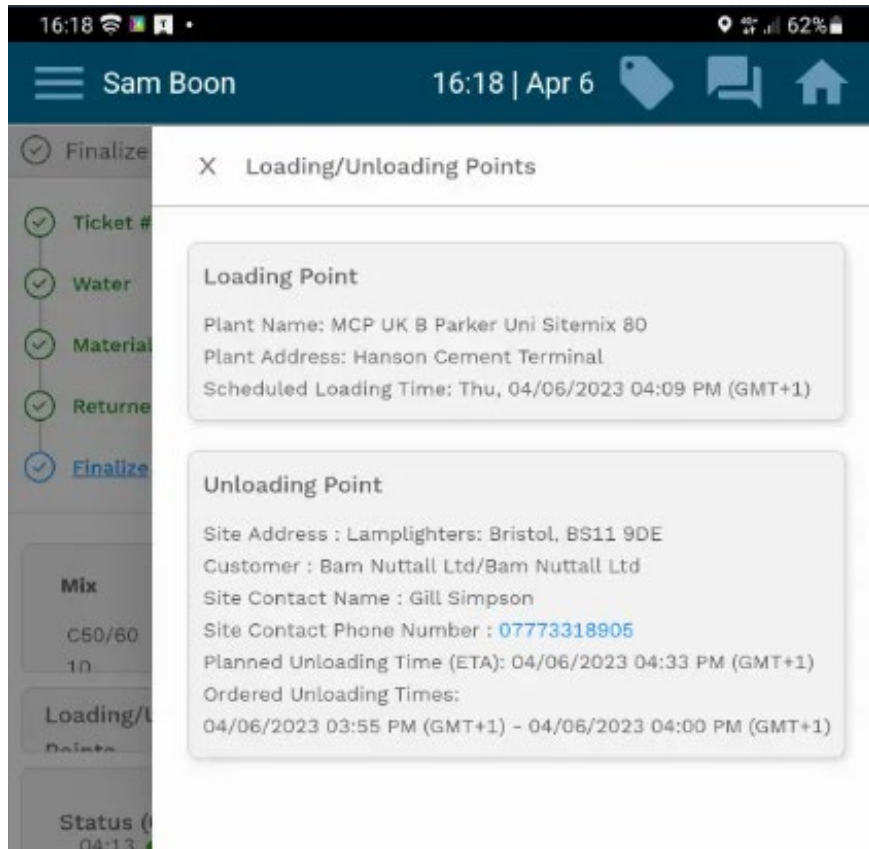 16:18
62%
Sam Boon 16:18 | Apr 6
Finalize
Ticket #
Water
Material
Returne
Finalize
Mix
C50/60
10
Loading/U
Points
Status (
04:13
X Loading/Unloading Points
Loading Point
Plant Name: MCP UK B Parker Uni Sitemix 80
Plant Address: Hanson Cement Terminal
Scheduled Loading Time: Thu, 04/06/2023 04:09 PM (GMT+1)
Unloading Point
Site Address : Lamplighters: Bristol, BS11 9DE
Customer : Bam Nuttall Ltd/Bam Nuttall Ltd
Site Contact Name : Gill Simpson
Site Contact Phone Number : 07773318905
Planned Unloading Time (ETA): 04/06/2023 04:33 PM (GMT+1)
Ordered Unloading Times:
04/06/2023 03:55 PM (GMT+1) - 04/06/2023 04:00 PM (GMT+1)